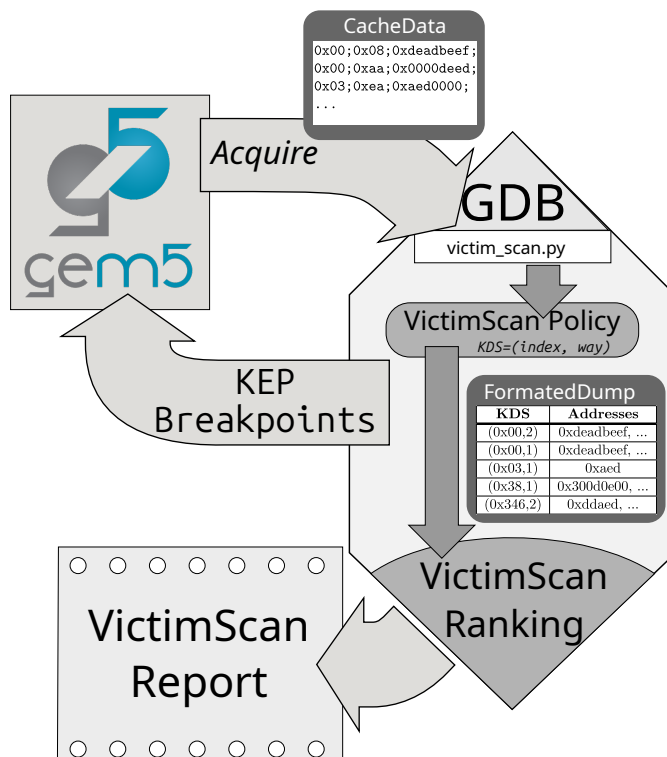 CacheData
0x00;0x08;0xdeadbeef;
0x00;0xaa;0x0000deed;
0x03;0xea;0xaed0000;
...
Acquire
gem5
GDB
victim_scan.py
VictimScan Policy
KDS=(index, way)
KEP
Breakpoints
FormatedDump
KDS Addresses
(0x00,2) 0xdeadbeef, ...
(0x00,1) 0xdeadbeef, ...
(0x03,1) 0xaed
(0x38,1) 0x300d0e00, ...
(0x346,2) 0xddaed, ...
VictimScan
Ranking
VictimScan
Report